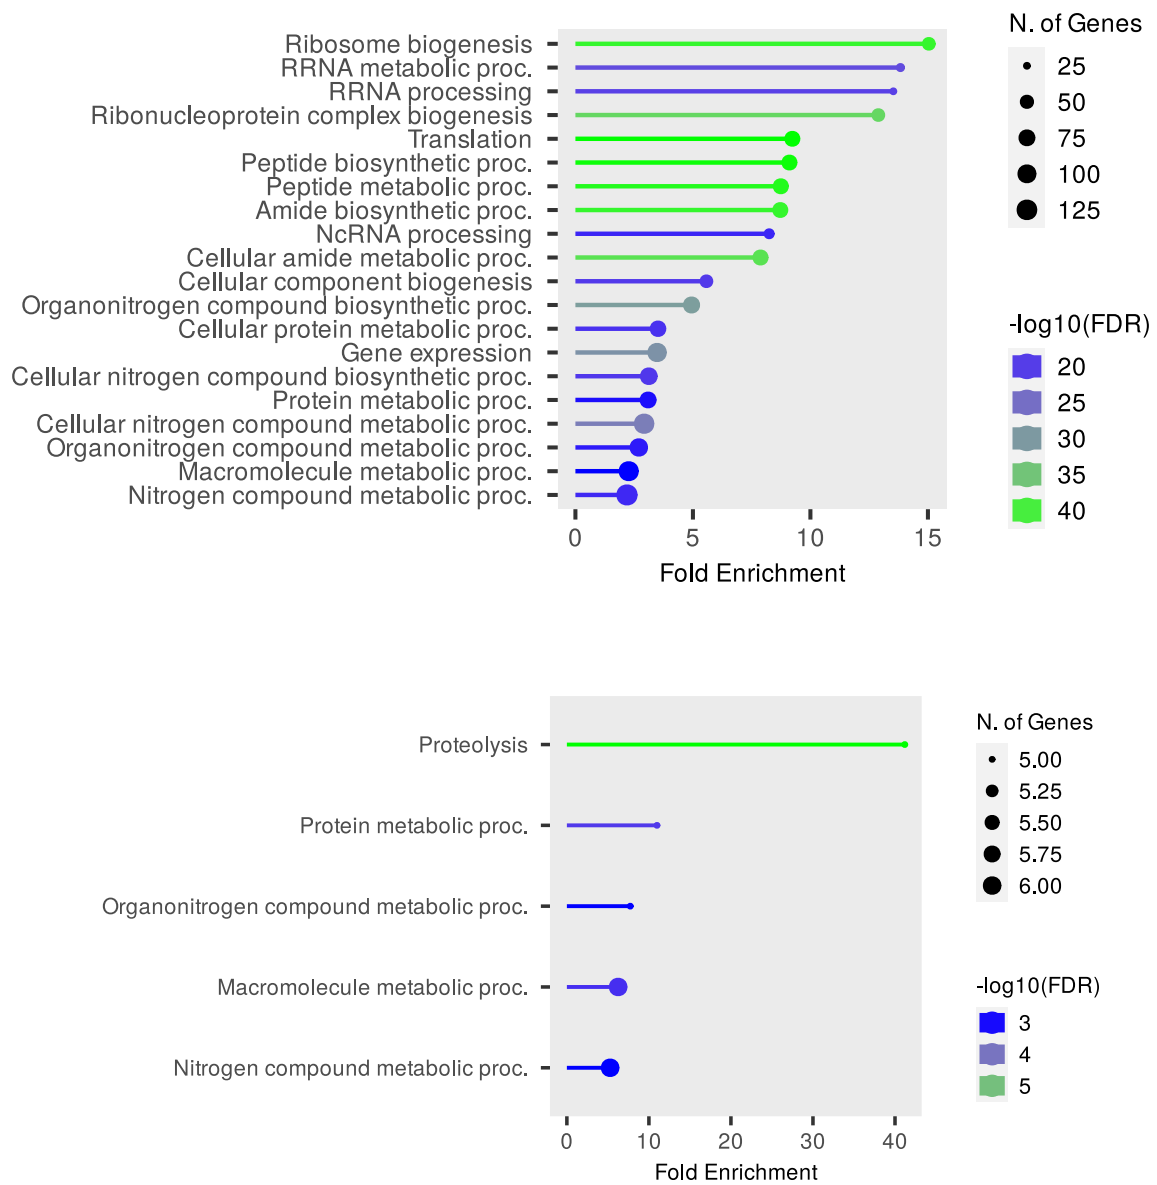 Ribosome biogenesis
RRNA metabolic proc.
RRNA processing
Ribonucleoprotein complex biogenesis
Translation
Peptide biosynthetic proc.
Peptide metabolic proc.
Amide biosynthetic proc.
NcRNA processing
Cellular amide metabolic proc.
Cellular component biogenesis
Organonitrogen compound biosynthetic proc.
Cellular protein metabolic proc.
Gene expression
Cellular nitrogen compound biosynthetic proc.
Protein metabolic proc.
Cellular nitrogen compound metabolic proc.
Organonitrogen compound metabolic proc.
Macromolecule metabolic proc.
Nitrogen compound metabolic proc.
0 5 10 15
Fold Enrichment
N. of Genes
25
50
75
100
125
-log10(FDR)
20
25
30
35
40
Proteolysis
Protein metabolic proc.
Organonitrogen compound metabolic proc.
Macromolecule metabolic proc.
Nitrogen compound metabolic proc.
0 10 20 30 40
Fold Enrichment
N. of Genes
5.00
5.25
5.50
5.75
6.00
-log10(FDR)
3
4
5